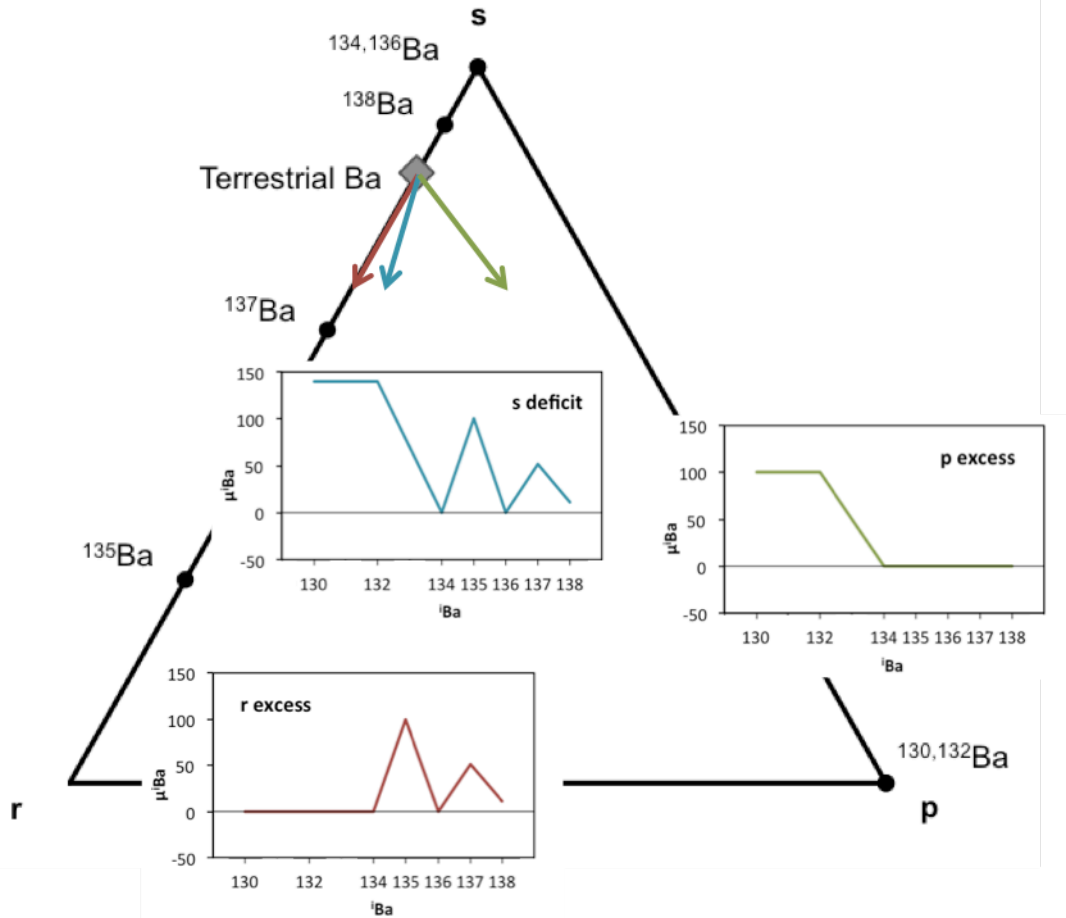 s
¹³⁴,¹³⁶Ba
¹³⁸Ba
Terrestrial Ba
¹³⁷Ba
150
100
50
0
-50
μⁱBa
s deficit
130 132 134 135 136 137 138
ⁱBa
150
100
50
0
-50
μⁱBa
p excess
130 132 134 135 136 137 138
ⁱBa
¹³⁵Ba
150
100
50
0
-50
μⁱBa
r excess
130 132 134 135 136 137 138
ⁱBa
¹³⁰,¹³²Ba
r
p